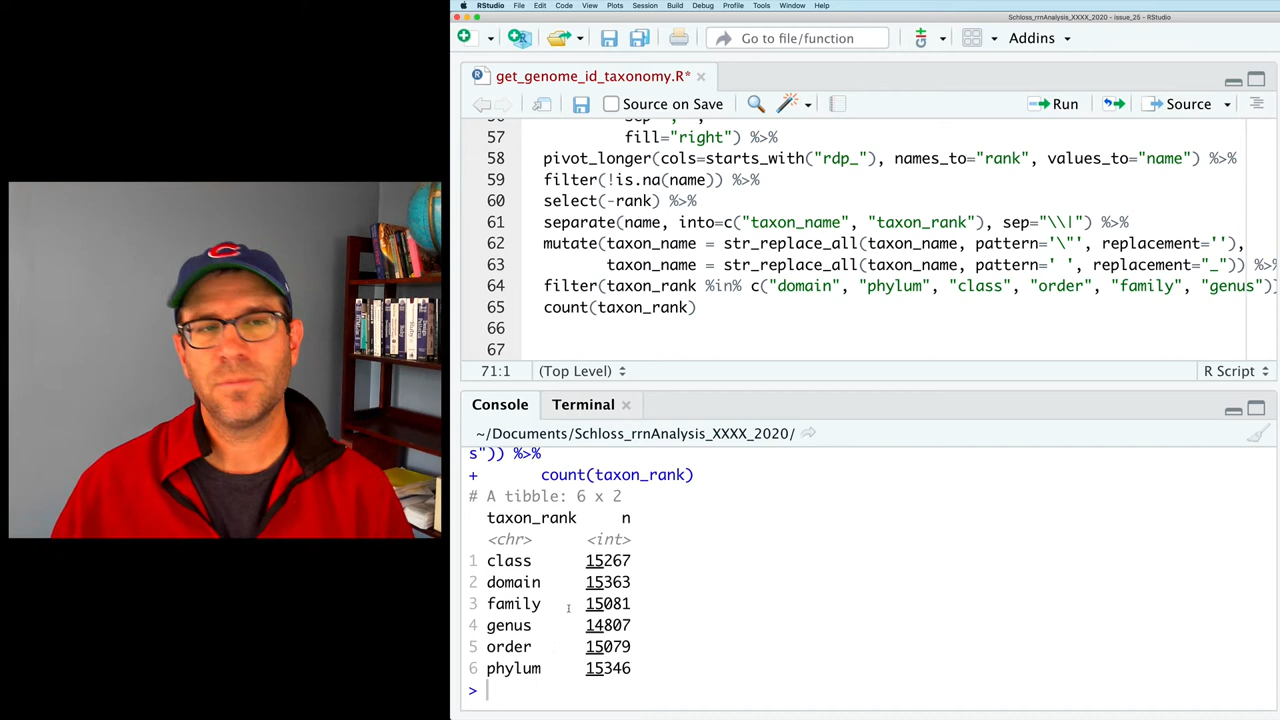 RStudio File Edit Code View Plots Session Build Debug Profile Tools Window Help
Schloss_rrnAnalysis_XXXX_2020 - issue_25 - RStudio
Go to file/function Addins
get_genome_id_taxonomy.R*
Source on Save Run Source
57 fill="right") %>%
58 pivot_longer(cols=starts_with("rdp_"), names_to="rank", values_to="name") %>%
59 filter(!is.na(name)) %>%
60 select(-rank) %>%
61 separate(name, into=c("taxon_name", "taxon_rank"), sep="\\|") %>%
62 mutate(taxon_name = str_replace_all(taxon_name, pattern='\"', replacement=''),
63 taxon_name = str_replace_all(taxon_name, pattern=' ', replacement="_")) %>
64 filter(taxon_rank %in% c("domain", "phylum", "class", "order", "family", "genus")
65 count(taxon_rank)
66
67
71:1 (Top Level) R Script
Console Terminal
~/Documents/Schloss_rrnAnalysis_XXXX_2020/
s")) %>%
+ count(taxon_rank)
# A tibble: 6 x 2
taxon_rank n
<chr> <int>
1 class 15267
2 domain 15363
3 family 15081
4 genus 14807
5 order 15079
6 phylum 15346
>